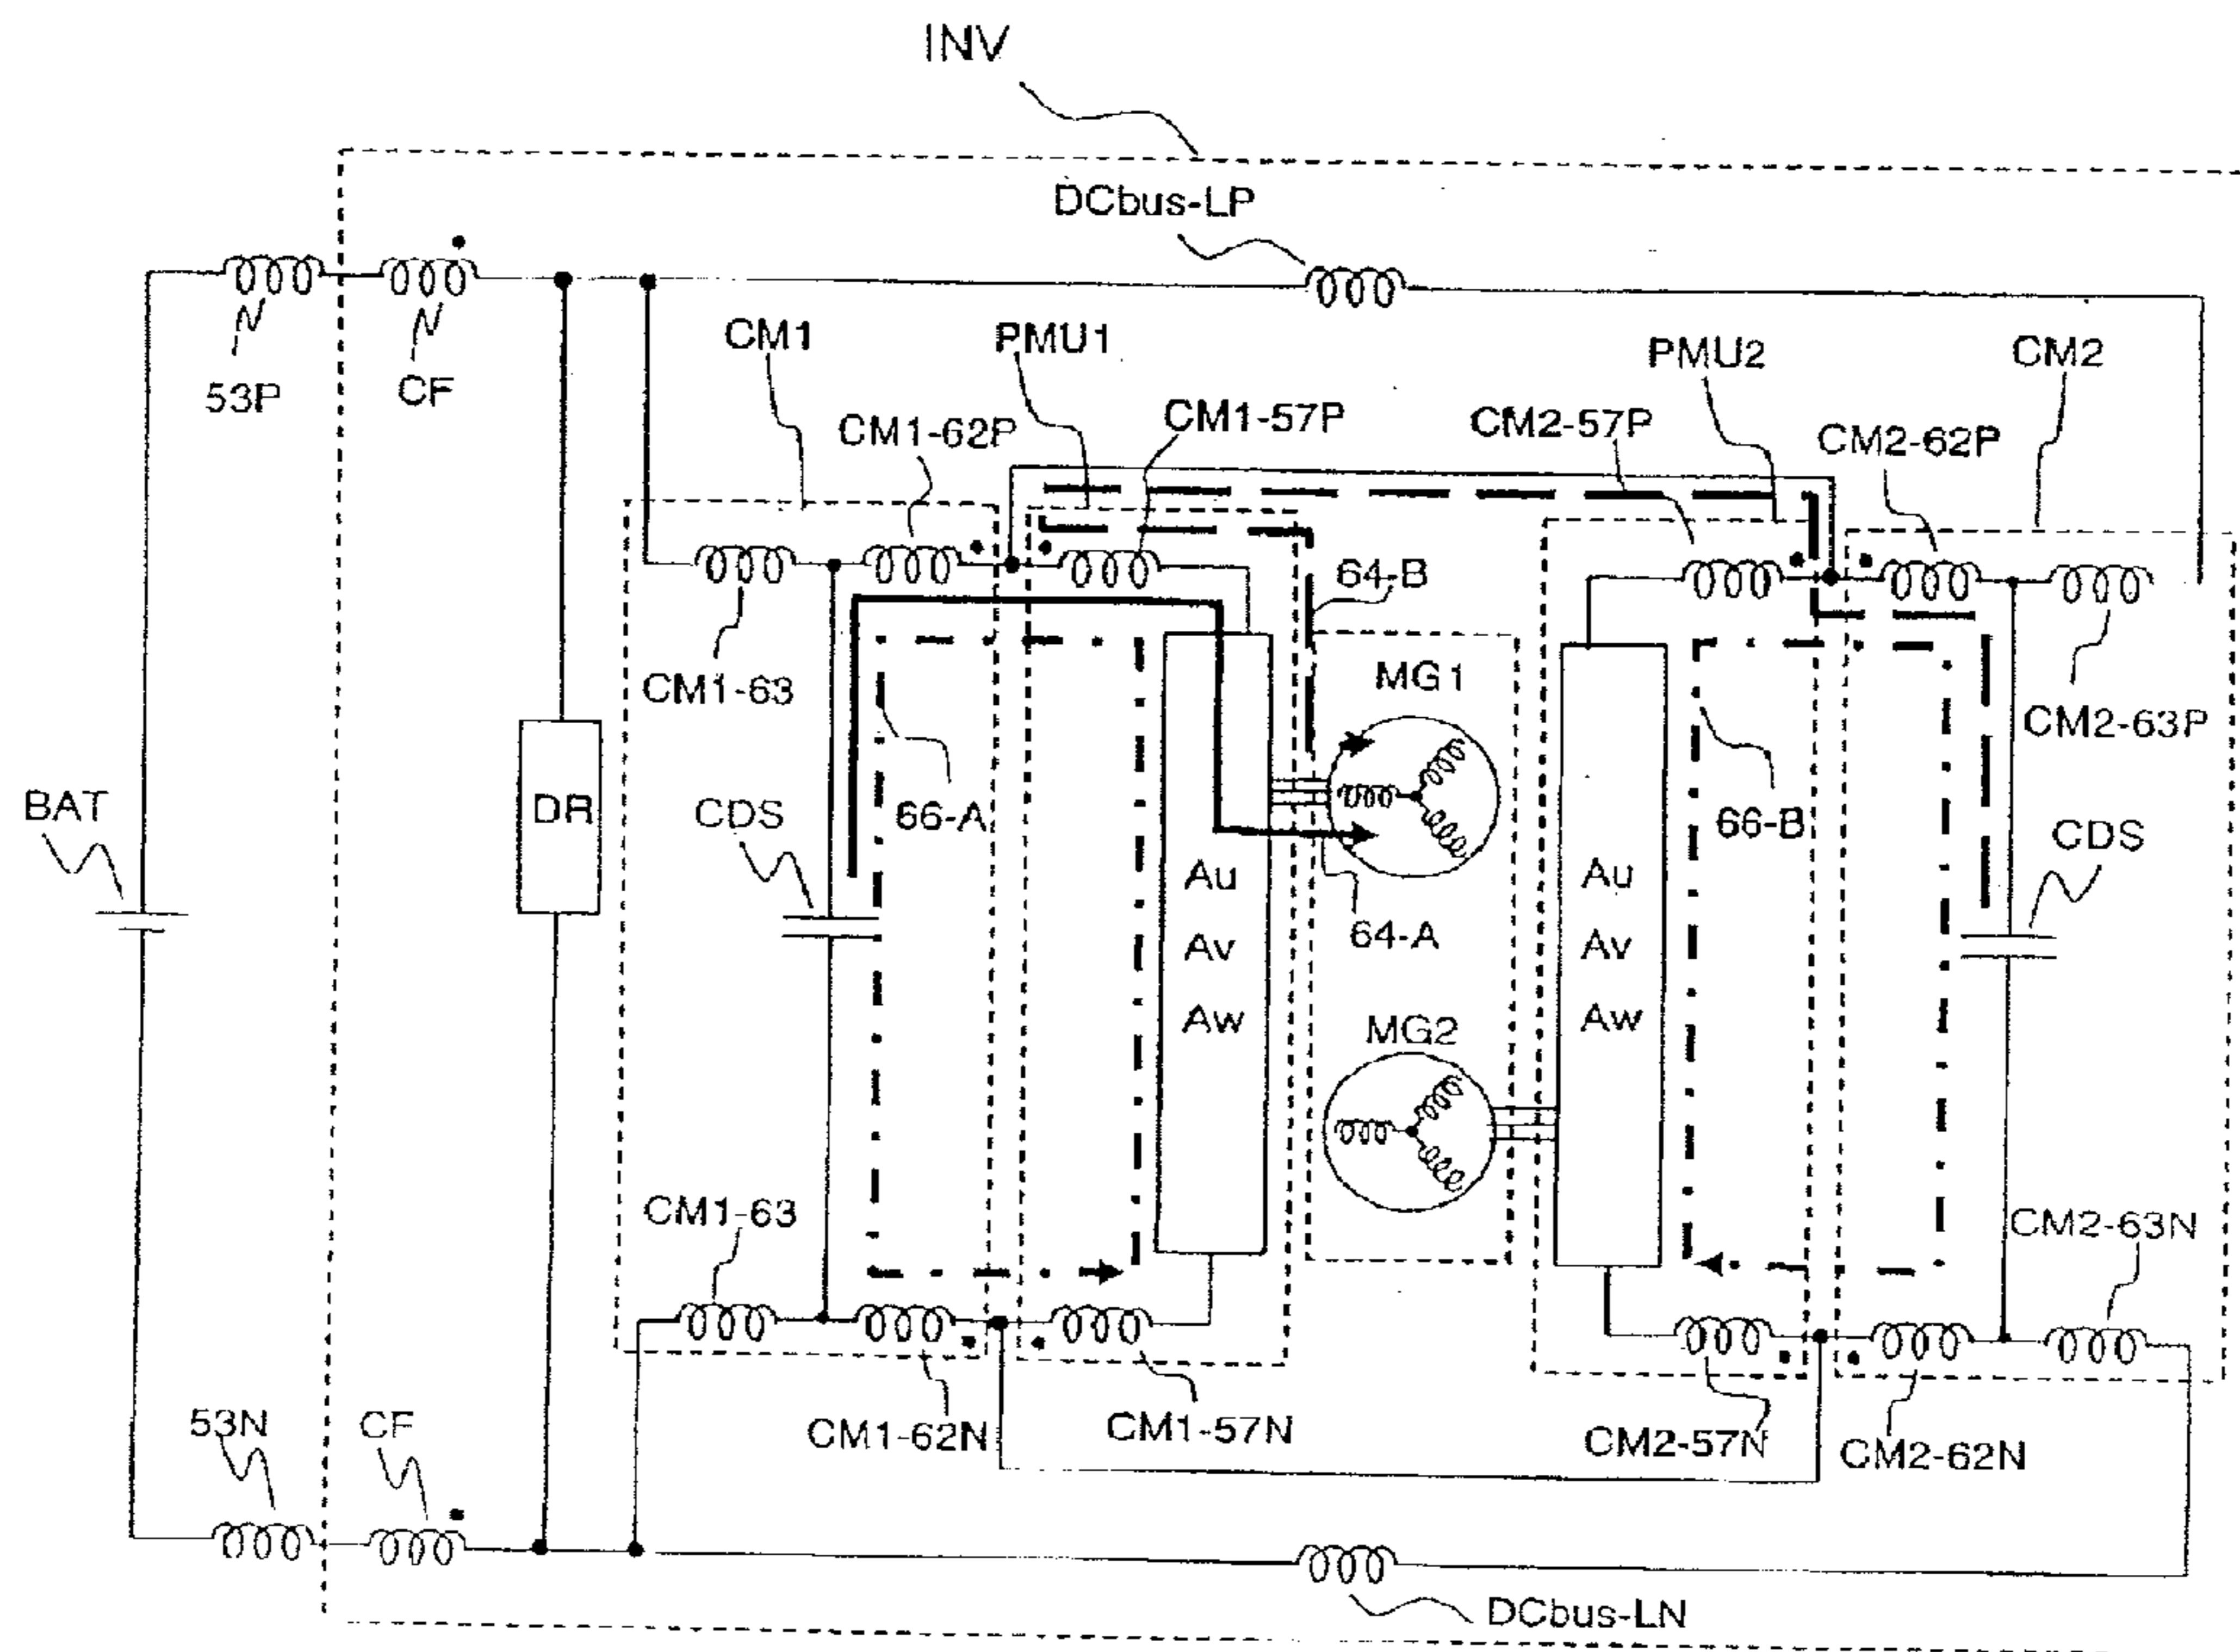 INV
DCbus-LP
53P
CF
CM1
PMU1
PMU2
CM2
CM1-62P
CM1-57P
CM2-57P
CM2-62P
64-B
CM1-63
MG1
CM2-63P
BAT
DR
CDS
66-A
66-B
CDS
Au
Av
Aw
64-A
Au
Av
Aw
MG2
CM1-63
CM2-63N
53N
CF
CM1-62N
CM1-57N
CM2-57N
CM2-62N
DCbus-LN